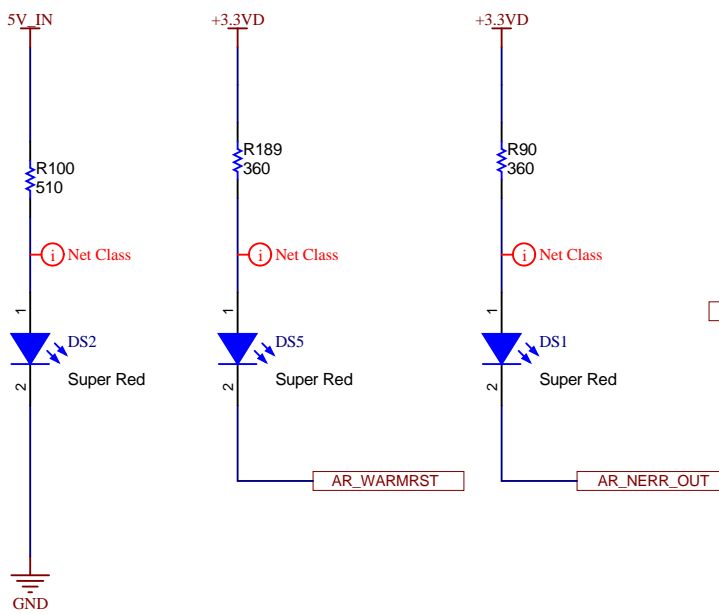 5V_IN
+3.3VD
+3.3VD
R100
510
R189
360
R90
360
i Net Class
i Net Class
i Net Class
1
DS2
2
Super Red
1
DS5
2
Super Red
1
DS1
2
Super Red
AR_WARMRST
AR_NERR_OUT
GND